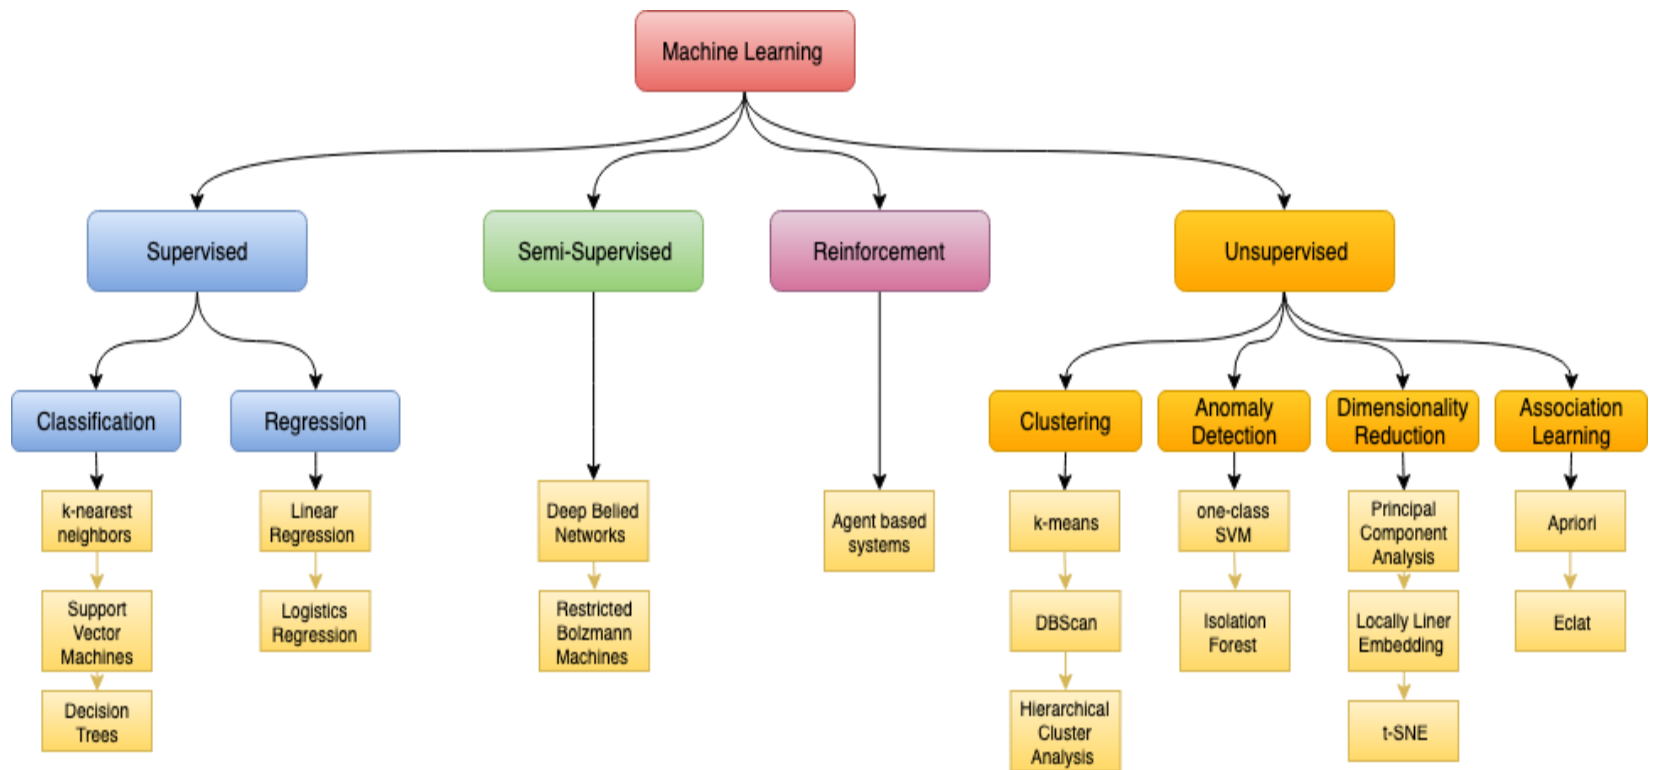 Machine Learning
Supervised
Semi-Supervised
Reinforcement
Unsupervised
Classification
Regression
Clustering
Anomaly
Detection
Dimensionality
Reduction
Association
Learning
k-nearest
neighbors
Linear
Regression
Deep Belied
Networks
Agent based
systems
k-means
one-class
SVM
Principal
Component
Analysis
Apriori
Support
Vector
Machines
Logistics
Regression
Restricted
Bolzmann
Machines
DBScan
Isolation
Forest
Locally Liner
Embedding
Eclat
Decision
Trees
Hierarchical
Cluster
Analysis
t-SNE